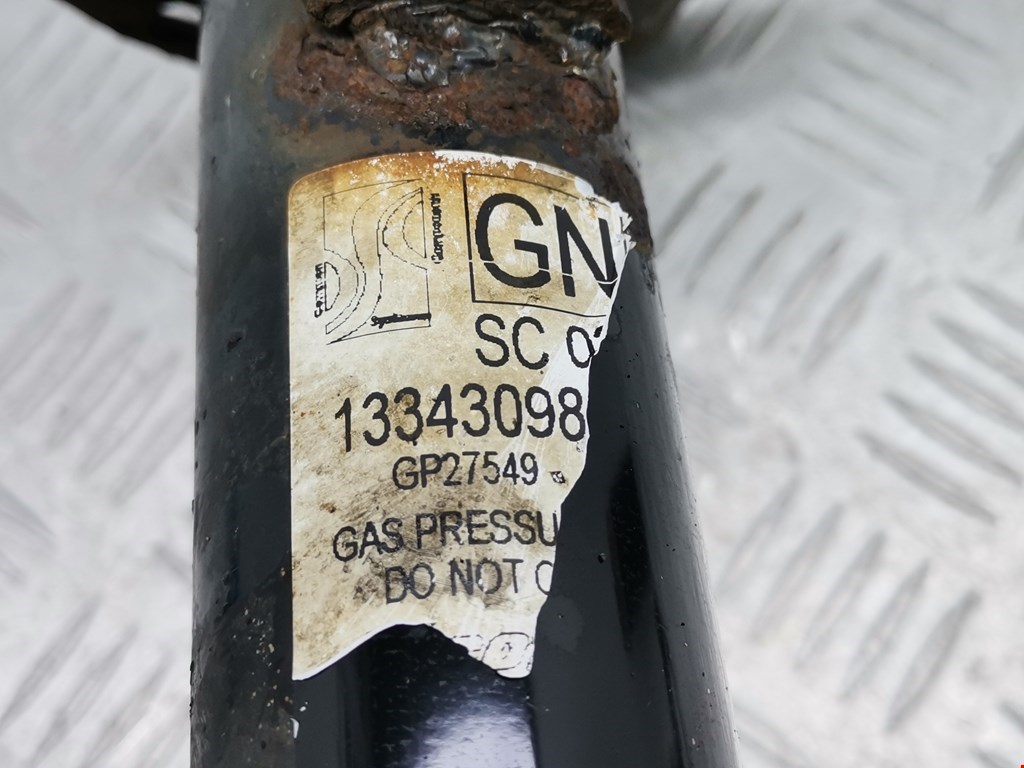 GN
SC 0
13343098
GP27549
GAS PRESSU
DO NOT